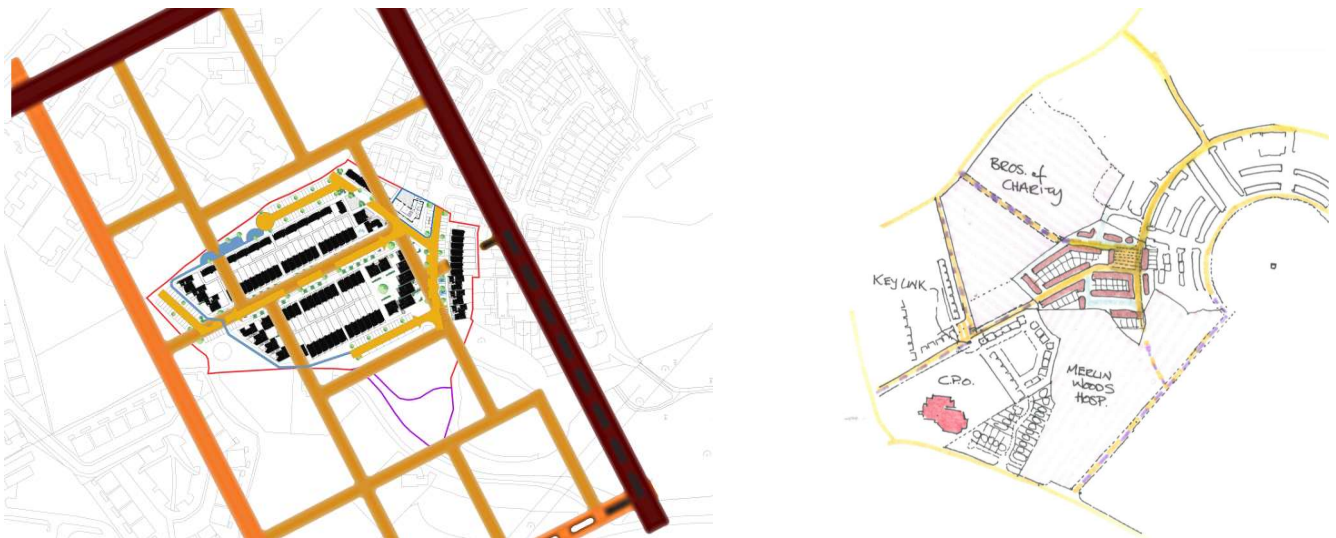 BROS. of
CHARITY
KEY LINK
C.P.O.
MERLIN
WOODS
HOSP.